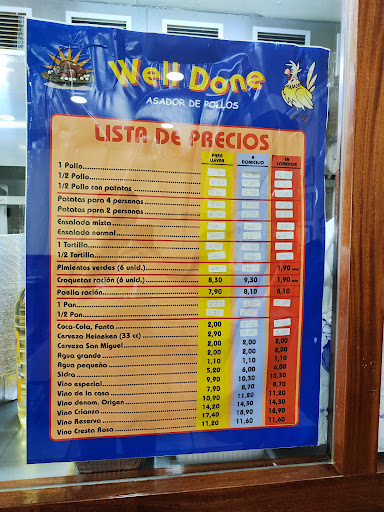 Well Done
ASADOR DE POLLOS
LISTA DE PRECIOS
PARA LLEVAR A DOMICILIO EN COMEDOR
1 Pollo
1/2 Pollo
1/2 Pollo con patatas
Patatas para 4 personas
Patatas para 2 personas
Ensalada mixta
Ensalada normal
1 Tortilla
1/2 Tortilla
Pimientos verdes (6 unid.) 1,90
Croquetas ración (6 unid.) 8,30 9,30 1,90
Paella ración 7,90 8,10 8,10
1 Pan
1/2 Pan
Coca-Cola, Fanta 2,00
Cerveza Heineken (33 cc) 2,90 2,00
Cerveza San Miguel 2,00 2,00 2,00
Agua grande 2,00 2,00 2,00
Agua pequeña 1,10 1,10 1,10
Sidra 5,20 6,00 6,00
Vino especial 9,90 10,30 10,30
Vino de la casa 7,90 8,70 8,70
Vino denom. Origen 10,90 11,20 11,20
Vino Crianza 14,20 14,30 14,30
Vino Reserva 17,40 18,90 18,90
Vino Cresta Rosa 11,20 11,60 11,60